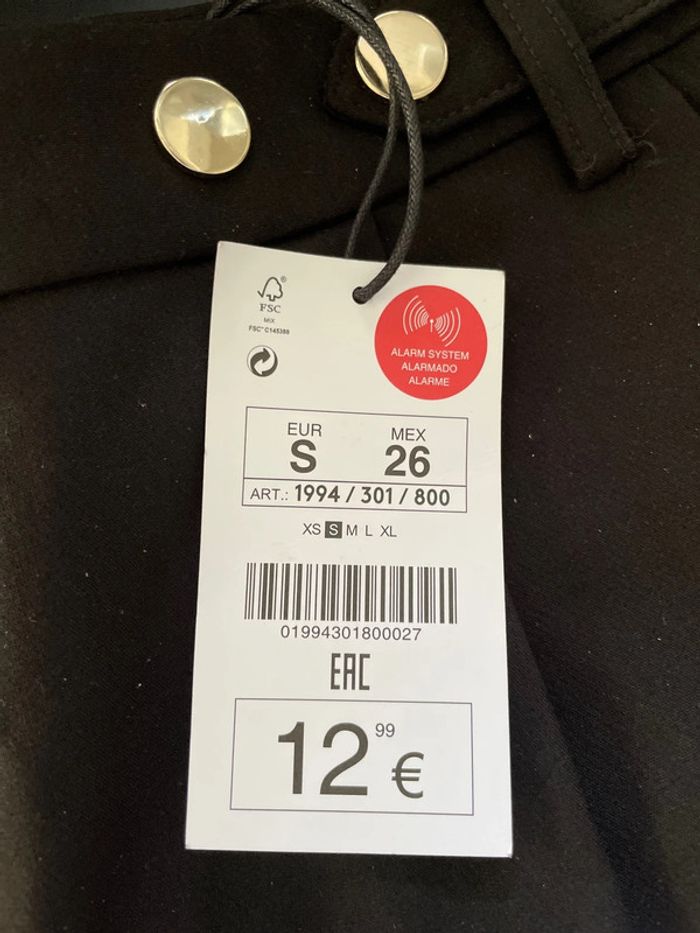 FSC®
MIX
FSC® C145388
ALARM SYSTEM
ALARMADO
ALARME
EUR MEX
S 26
ART.: 1994 / 301 / 800
XS S M L XL
01994301800027
EAC
12 99 €